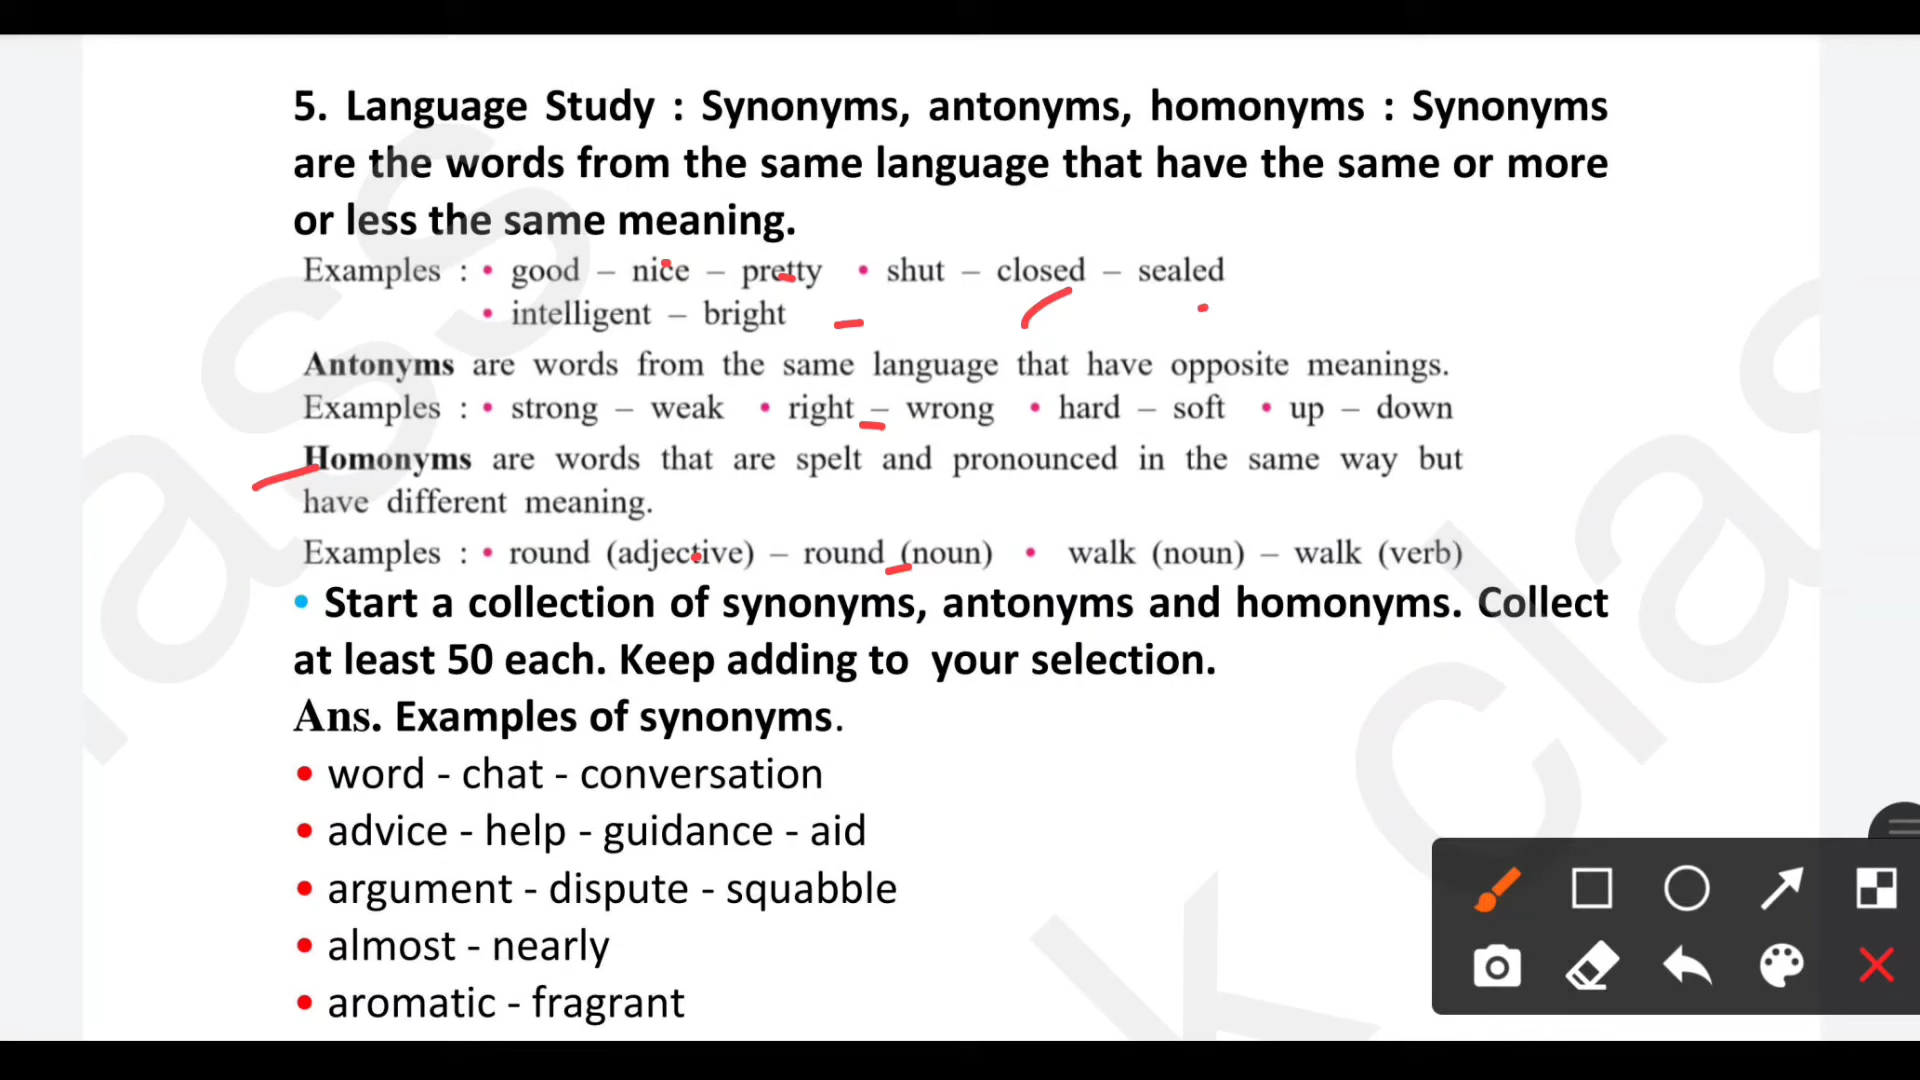 5. Language Study : Synonyms, antonyms, homonyms : Synonyms
are the words from the same language that have the same or more
or less the same meaning.
Examples : • good – nice – pretty • shut – closed – sealed
• intelligent – bright
Antonyms are words from the same language that have opposite meanings.
Examples : • strong – weak • right – wrong • hard – soft • up – down
Homonyms are words that are spelt and pronounced in the same way but
have different meaning.
Examples : • round (adjective) – round (noun) • walk (noun) – walk (verb)
• Start a collection of synonyms, antonyms and homonyms. Collect
at least 50 each. Keep adding to your selection.
Ans. Examples of synonyms.
• word - chat - conversation
• advice - help - guidance - aid
• argument - dispute - squabble
• almost - nearly
• aromatic - fragrant